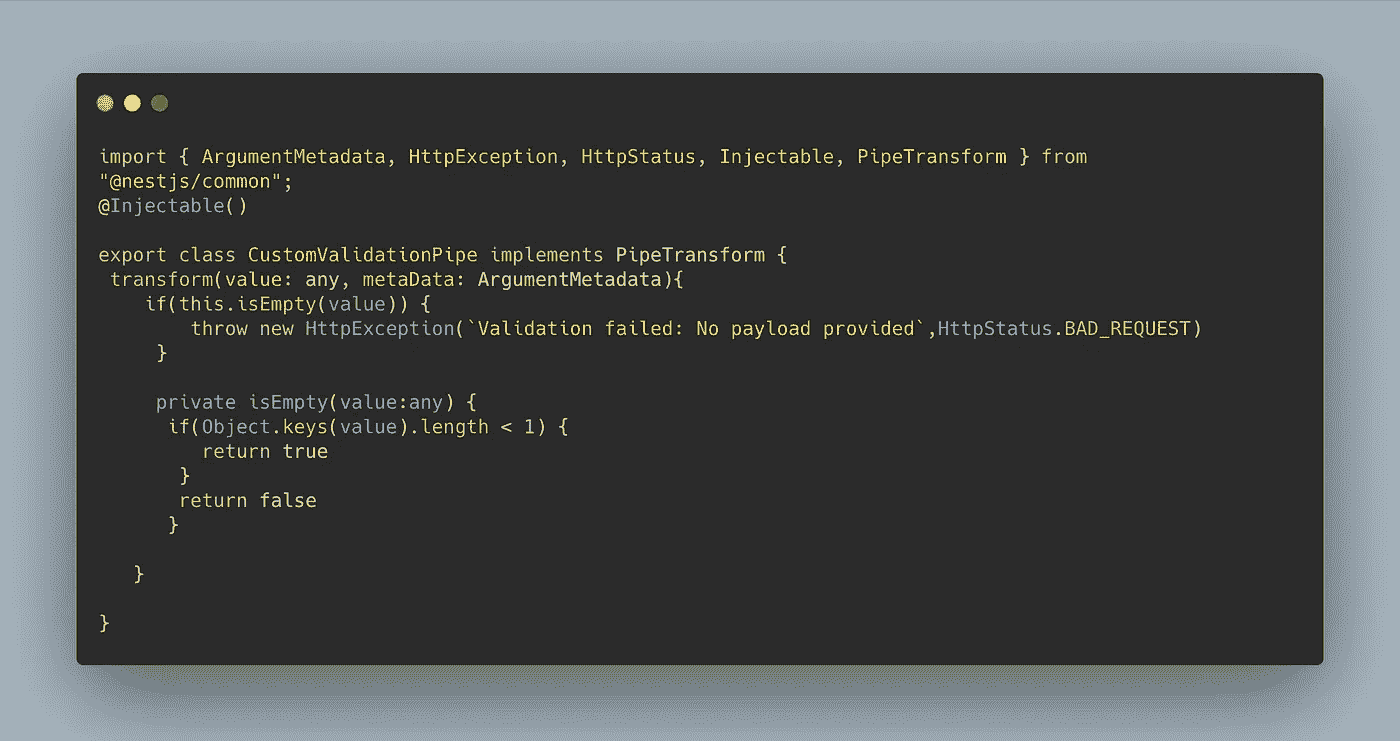 import { ArgumentMetadata, HttpException, HttpStatus, Injectable, PipeTransform } from
"@nestjs/common";
@Injectable()
export class CustomValidationPipe implements PipeTransform {
transform(value: any, metaData: ArgumentMetadata){
if(this.isEmpty(value)) {
throw new HttpException(`Validation failed: No payload provided`,HttpStatus.BAD_REQUEST)
}
private isEmpty(value:any) {
if(Object.keys(value).length < 1) {
return true
}
return false
}
}
}